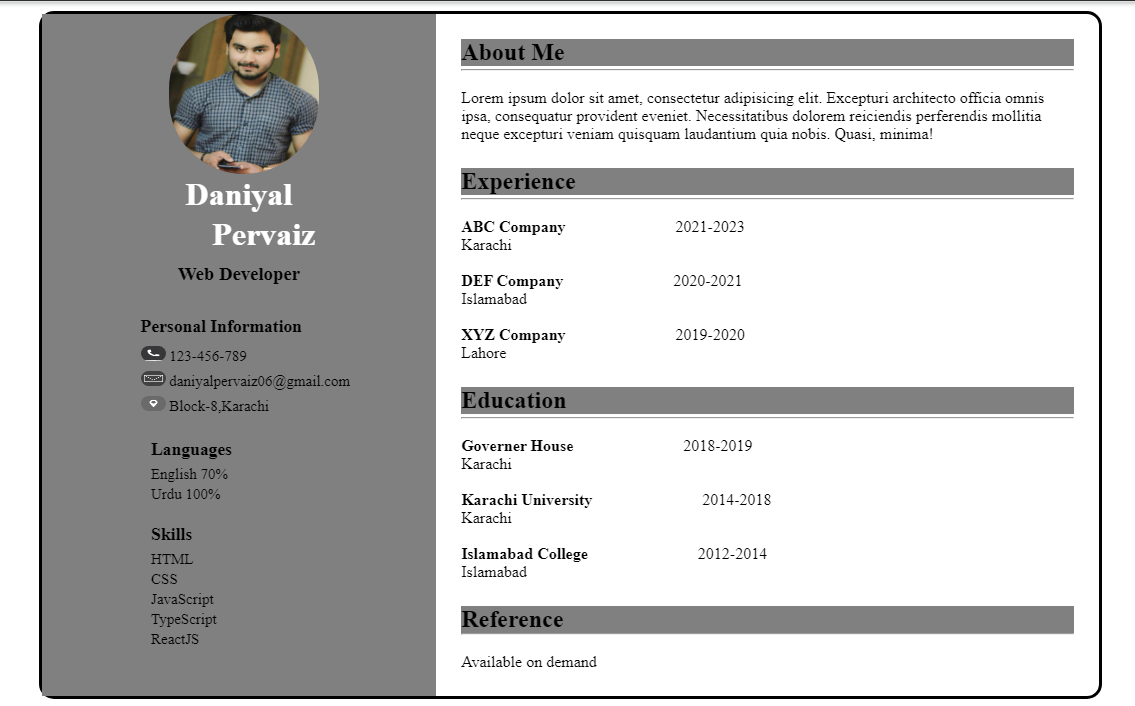 Daniyal
Pervaiz
Web Developer
Personal Information
123-456-789
daniyalpervaiz06@gmail.com
Block-8,Karachi
Languages
English 70%
Urdu 100%
Skills
HTML
CSS
JavaScript
TypeScript
ReactJS
About Me
Lorem ipsum dolor sit amet, consectetur adipisicing elit. Excepturi architecto officia omnis
ipsa, consequatur provident eveniet. Necessitatibus dolorem reiciendis perferendis mollitia
neque excepturi veniam quisquam laudantium quia nobis. Quasi, minima!
Experience
ABC Company 2021-2023
Karachi
DEF Company 2020-2021
Islamabad
XYZ Company 2019-2020
Lahore
Education
Governer House 2018-2019
Karachi
Karachi University 2014-2018
Karachi
Islamabad College 2012-2014
Islamabad
Reference
Available on demand